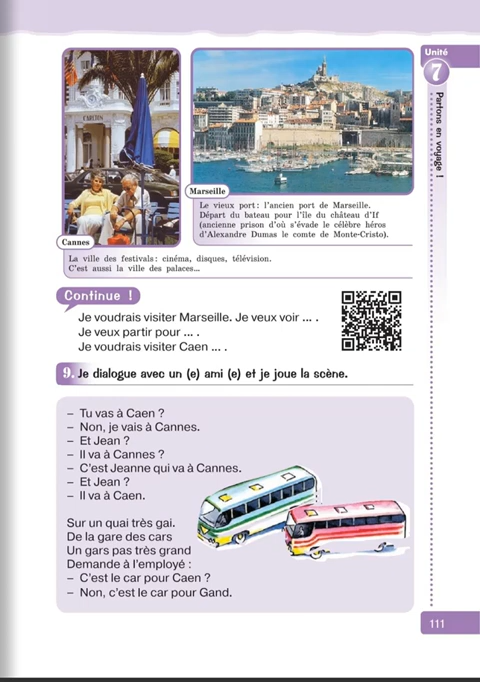 Unité
7
Partons en voyage !
CARLTON
Marseille
Le vieux port : l'ancien port de Marseille.
Départ du bateau pour l'île du château d'If
(ancienne prison d'où s'évade le célèbre héros
d'Alexandre Dumas le comte de Monte-Cristo).
Cannes
La ville des festivals : cinéma, disques, télévision.
C'est aussi la ville des palaces...
Continue !
Je voudrais visiter Marseille. Je veux voir ... .
Je veux partir pour ... .
Je voudrais visiter Caen ... .
9. Je dialogue avec un (e) ami (e) et je joue la scène.
– Tu vas à Caen ?
– Non, je vais à Cannes.
– Et Jean ?
– Il va à Cannes ?
– C'est Jeanne qui va à Cannes.
– Et Jean ?
– Il va à Caen.
Sur un quai très gai.
De la gare des cars
Un gars pas très grand
Demande à l'employé :
– C'est le car pour Caen ?
– Non, c'est le car pour Gand.
111